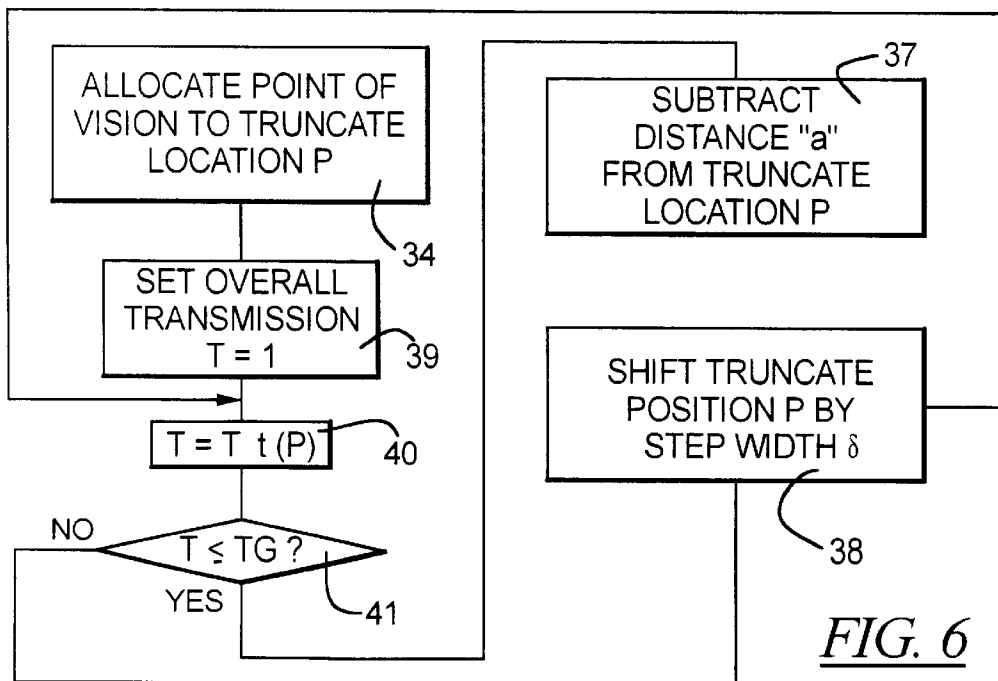 ALLOCATE POINT OF
VISION TO TRUNCATE
LOCATION P
34
SET OVERALL
TRANSMISSION
T = 1
39
T = T t (P)
40
T ≤ TG ?
NO
YES
41
37
SUBTRACT
DISTANCE "a"
FROM TRUNCATE
LOCATION P
SHIFT TRUNCATE
POSITION P BY
STEP WIDTH δ
38
FIG. 6